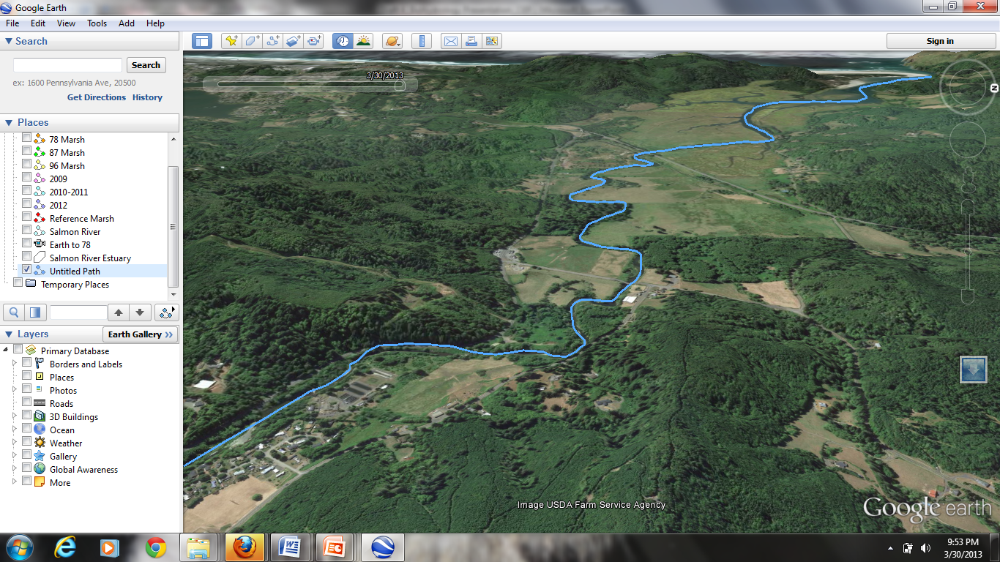 Google Earth
File Edit View Tools Add Help
Search
Sign in
Search
ex: 1600 Pennsylvania Ave, 20500
Get Directions History
3/30/2013
N
Places
78 Marsh
87 Marsh
96 Marsh
2009
2010-2011
2012
Reference Marsh
Salmon River
Earth to 78
Salmon River Estuary
Untitled Path
Temporary Places
Layers
Earth Gallery >>
Primary Database
Borders and Labels
Places
Photos
Roads
3D Buildings
Ocean
Weather
Gallery
Global Awareness
More
Image USDA Farm Service Agency
Google earth
9:53 PM
3/30/2013